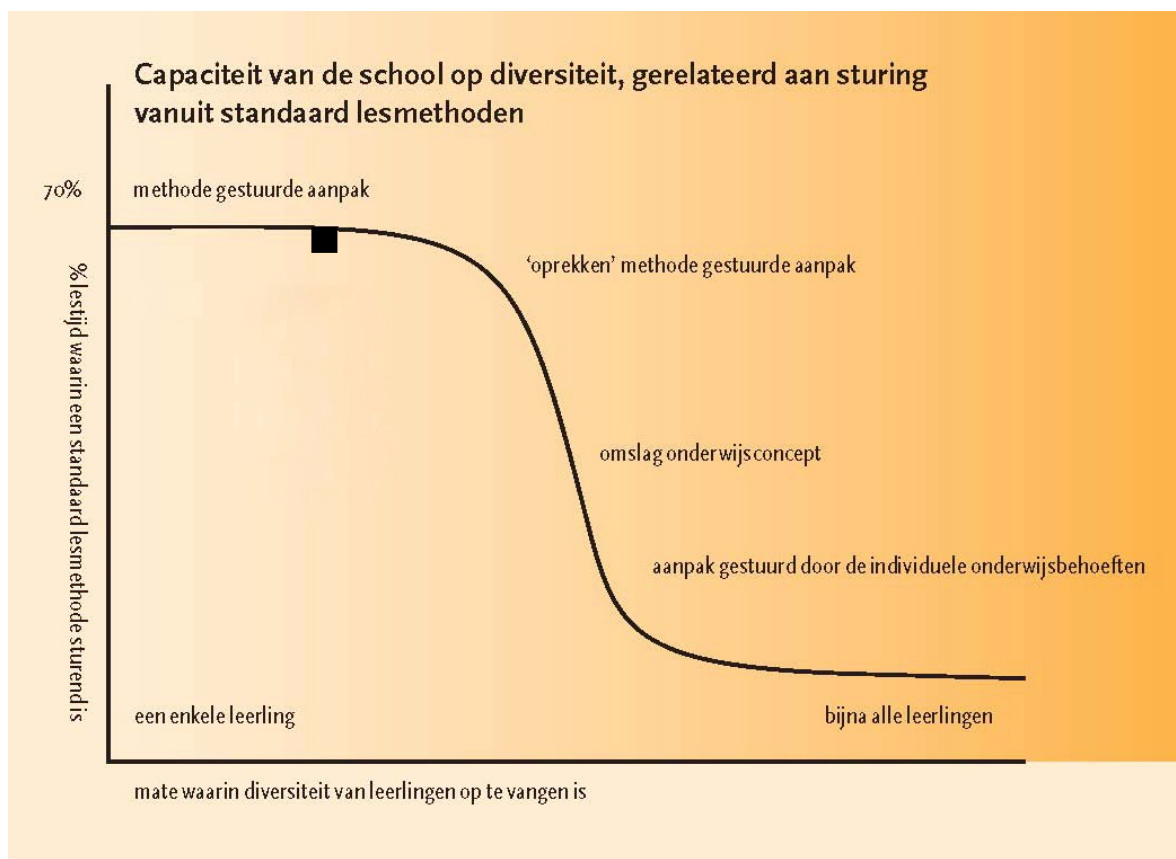 Capaciteit van de school op diversiteit, gerelateerd aan sturing
vanuit standaard lesmethoden
70%
methode gestuurde aanpak
'oprekken' methode gestuurde aanpak
% lestijd waarin een standaard lesmethode sturend is
omslag onderwijsconcept
aanpak gestuurd door de individuele onderwijsbehoeften
een enkele leerling
bijna alle leerlingen
mate waarin diversiteit van leerlingen op te vangen is